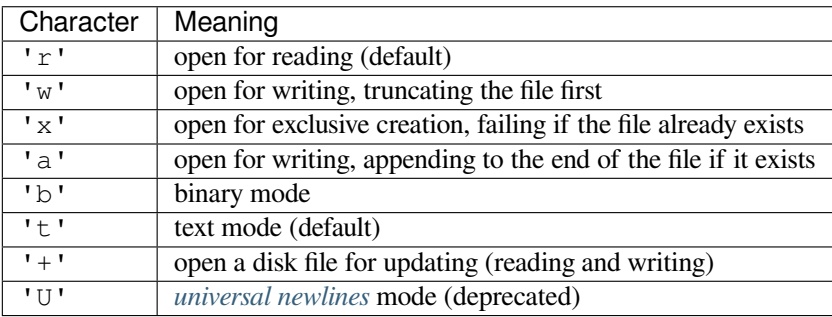 Character Meaning
'r' open for reading (default)
'w' open for writing, truncating the file first
'x' open for exclusive creation, failing if the file already exists
'a' open for writing, appending to the end of the file if it exists
'b' binary mode
't' text mode (default)
'+' open a disk file for updating (reading and writing)
'U' universal newlines mode (deprecated)